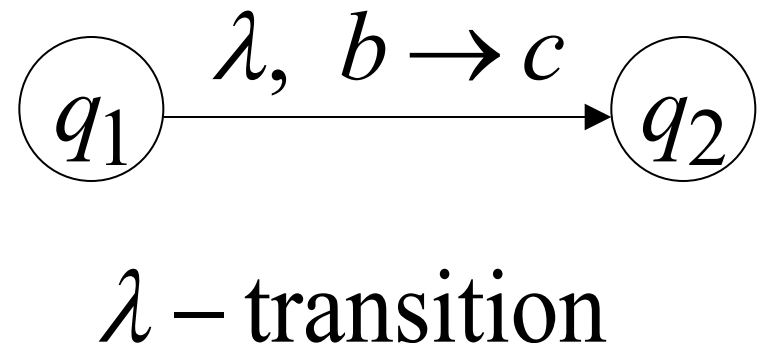 λ, b → c
q₁ q₂
λ – transition